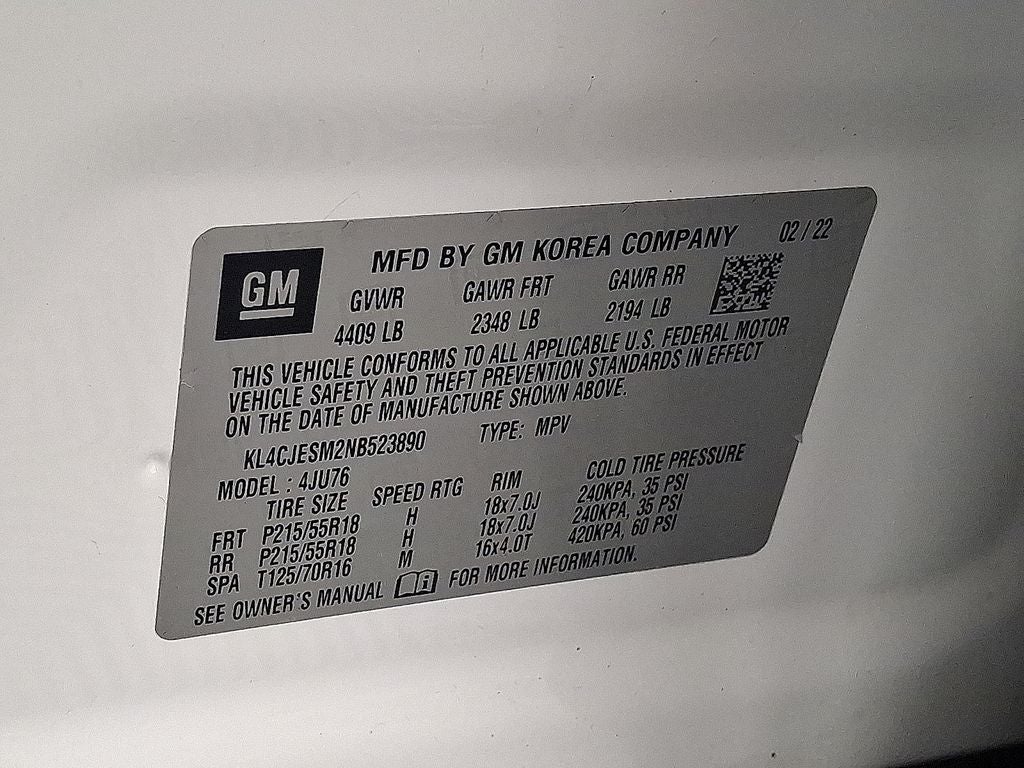 GM
MFD BY GM KOREA COMPANY 02/22
GVWR GAWR FRT GAWR RR
4409 LB 2348 LB 2194 LB
THIS VEHICLE CONFORMS TO ALL APPLICABLE U.S. FEDERAL MOTOR
VEHICLE SAFETY AND THEFT PREVENTION STANDARDS IN EFFECT
ON THE DATE OF MANUFACTURE SHOWN ABOVE.
KL4CJESM2NB523890 TYPE: MPV
MODEL : 4JU76
TIRE SIZE SPEED RTG RIM COLD TIRE PRESSURE
FRT P215/55R18 H 18x7.0J 240KPA, 35 PSI
RR P215/55R18 H 18x7.0J 240KPA, 35 PSI
SPA T125/70R16 M 16x4.0T 420KPA, 60 PSI
SEE OWNER'S MANUAL FOR MORE INFORMATION.